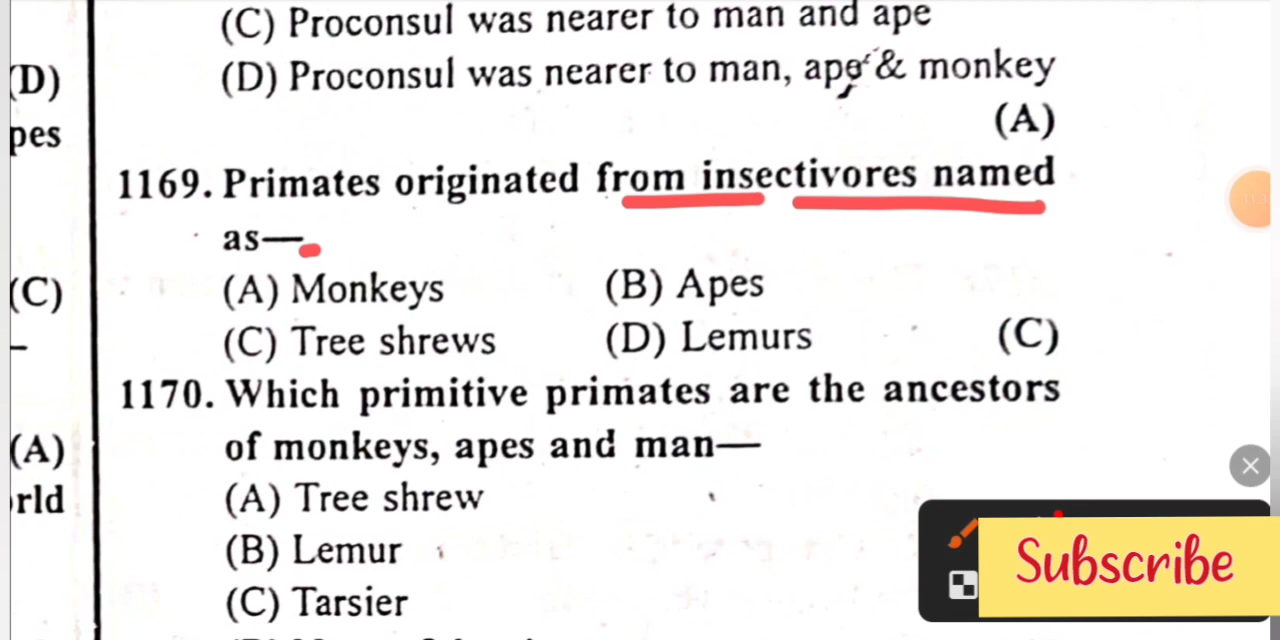 (C) Proconsul was nearer to man and ape
(D)
(D) Proconsul was nearer to man, ape & monkey
pes
(A)
1169. Primates originated from insectivores named
as—
(C)
(A) Monkeys (B) Apes
(C) Tree shrews (D) Lemurs (C)
1170. Which primitive primates are the ancestors
of monkeys, apes and man—
(A)
rld
(A) Tree shrew
(B) Lemur
(C) Tarsier
Subscribe